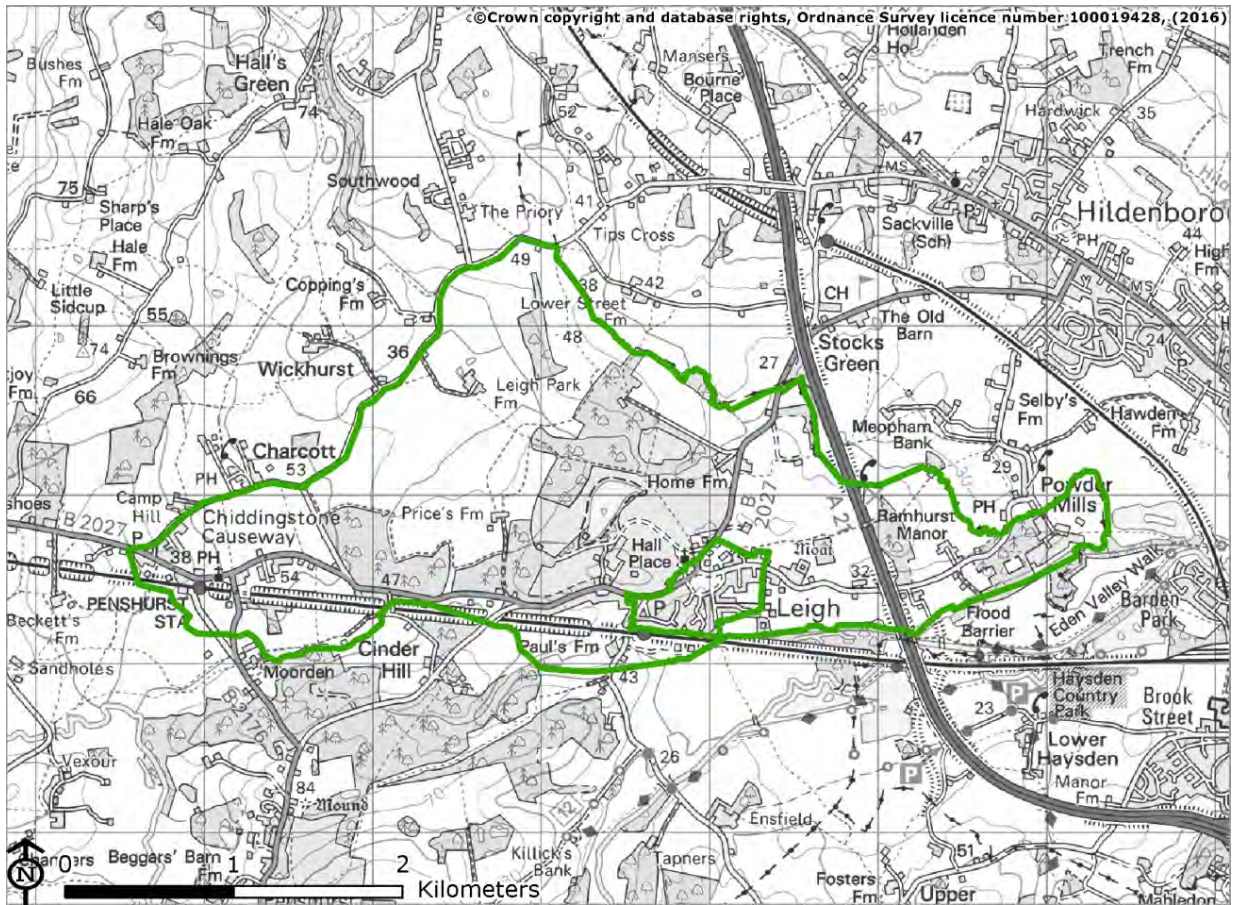 ©Crown copyright and database rights, Ordnance Survey licence number 100019428, (2016)
Bushes
Fm
Hall's
Green
74
Hale Oak
Fm
Mansers
Bourne
Place
Hollanden
Ho
Trench
Fm
Hardwick
35
52
47
MS
75
Sharp's
Place
Hale
Fm
Southwood
The Priory
41
Tips Cross
50
Sackville
(Sch)
P
PH
Hildenboro
44
High
Fm
MS
Little
Sidcup
74
55
Copping's
Fm
49
38
42
Lower Street
Fm
48
CH
The Old
Barn
Stocks
Green
24
P
66
Brownings
Fm
Wickhurst
36
Leigh Park
Fm
27
Selby's
Fm
Hawden
Fm
Meopham
Bank
29
Charcott
53
PH
Home Fm
Powder
Mills
PH
Camp
Hill
shoes
B 2027
P
Chiddingstone
Causeway
Price's Fm
B
2027
A 21
Ramhurst
Manor
38
PH
54
47
Hall
Place
Moat
32
P
Leigh
PENSHURST
STA
Beckett's
Fm
Sandholes
Moorden
Cinder
Hill
Paul's Fm
43
Flood
Barrier
Eden Valley Walk
Barden
Park
B 2176
P
Haysden
Country
Park
23
Brook
Street
Lower
Haysden
P
Manor
Fm
Vexour
84
Mound
70
26
12
Ensfield
Killick's
Bank
Tapners
Beggars' Barn
Fm
Fosters
Fm
51
Upper
N
0 1 2
Kilometers